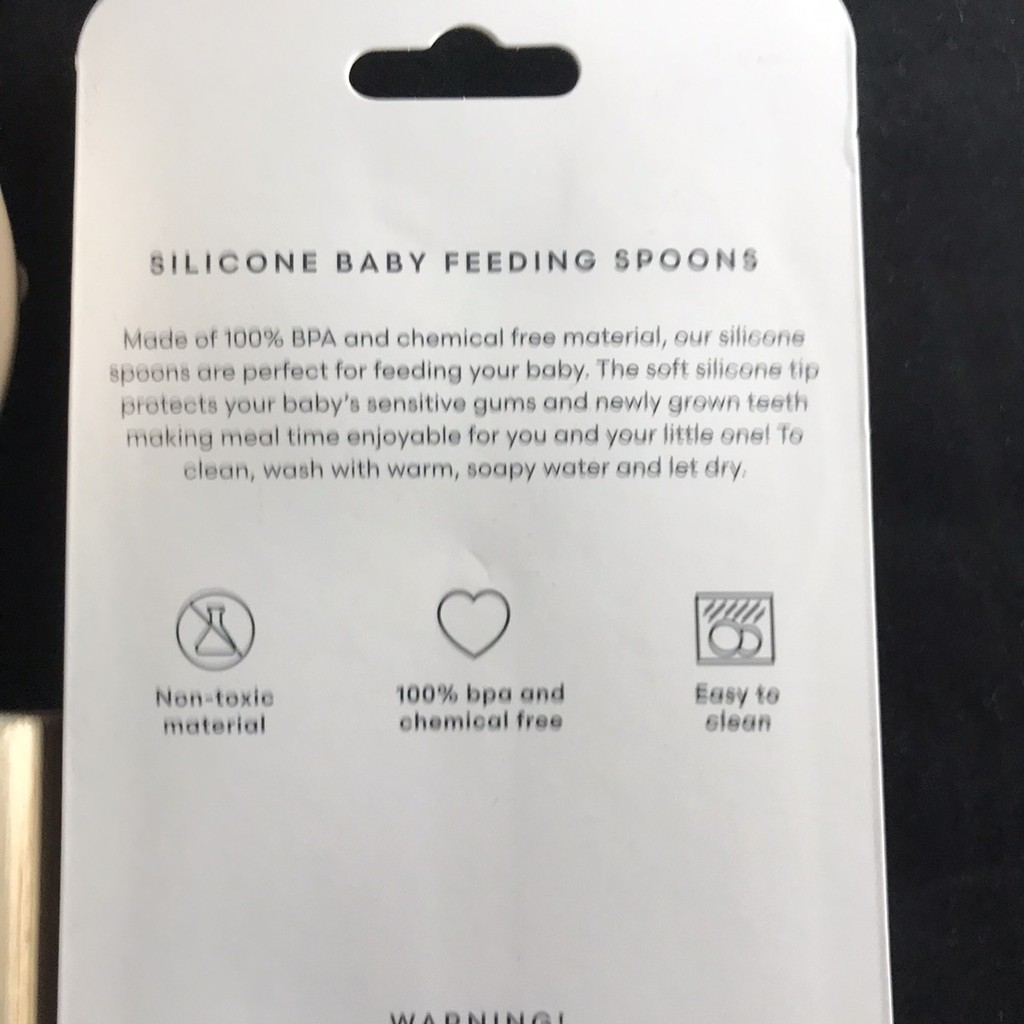 SILICONE BABY FEEDING SPOONS
Made of 100% BPA and chemical free material, our silicone
spoons are perfect for feeding your baby. The soft silicone tip
protects your baby's sensitive gums and newly grown teeth
making meal time enjoyable for you and your little one! To
clean, wash with warm, soapy water and let dry.
Non-toxic
material
100% bpa and
chemical free
Easy to
clean
WARNING!